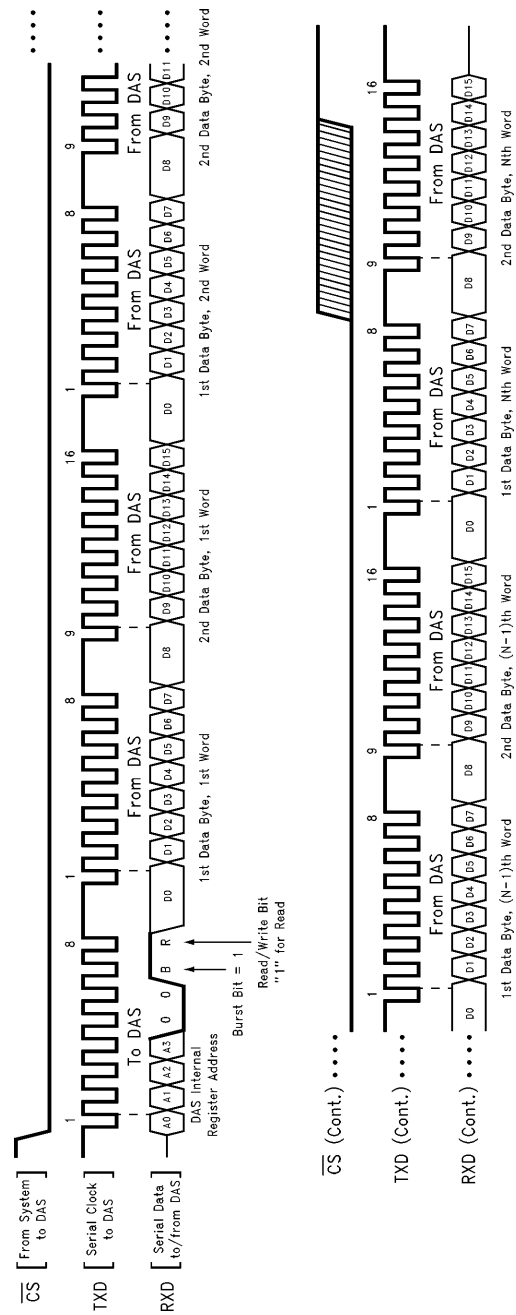 CS [ From System to DAS ] ••••
TXD [ Serial Clock to DAS ] ••••
1 8 1 8 9 16 1 8 9
To DAS From DAS From DAS From DAS From DAS
RXD [ Serial Data to/from DAS ] A0 A1 A2 A3 0 0 B R D0 D1 D2 D3 D4 D5 D6 D7 D8 D9 D10 D11 D12 D13 D14 D15 D0 D1 D2 D3 D4 D5 D6 D7 D8 D9 D10 D11 ••••
DAS Internal
Register Address
Burst Bit = 1
Read/Write Bit
"1" for Read
1st Data Byte, 1st Word
2nd Data Byte, 1st Word
1st Data Byte, 2nd Word
2nd Data Byte, 2nd Word
CS (Cont.) ••••
TXD (Cont.) ••••
1 8 9 16 1 8 9 16
From DAS From DAS From DAS From DAS
RXD (Cont.) •••• D0 D1 D2 D3 D4 D5 D6 D7 D8 D9 D10 D11 D12 D13 D14 D15 D0 D1 D2 D3 D4 D5 D6 D7 D8 D9 D10 D11 D12 D13 D14 D15
1st Data Byte, (N-1)th Word
2nd Data Byte, (N-1)th Word
1st Data Byte, Nth Word
2nd Data Byte, Nth Word